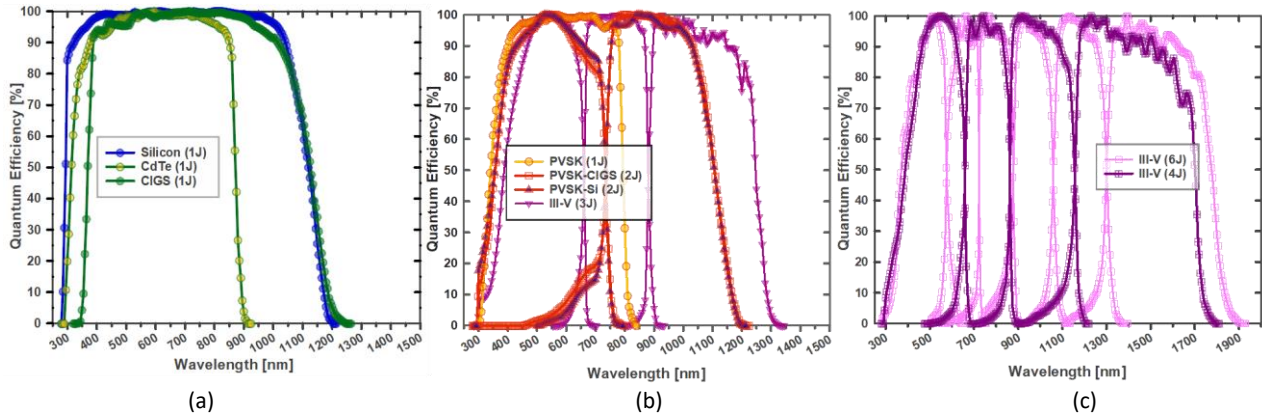 Quantum Efficiency [%]
100
90
80
70
60
50
40
30
20
10
0
Silicon (1J)
CdTe (1J)
CIGS (1J)
300 400 500 600 700 800 900 1000 1100 1200 1300 1400 1500
Wavelength [nm]
(a)
Quantum Efficiency [%]
100
90
80
70
60
50
40
30
20
10
0
PVSK (1J)
PVSK-CIGS (2J)
PVSK-Si (2J)
III-V (3J)
300 400 500 600 700 800 900 1000 1100 1200 1300 1400 1500
Wavelength [nm]
(b)
Quantum Efficiency [%]
100
90
80
70
60
50
40
30
20
10
0
III-V (6J)
III-V (4J)
300 500 700 900 1100 1300 1500 1700 1900
Wavelength [nm]
(c)